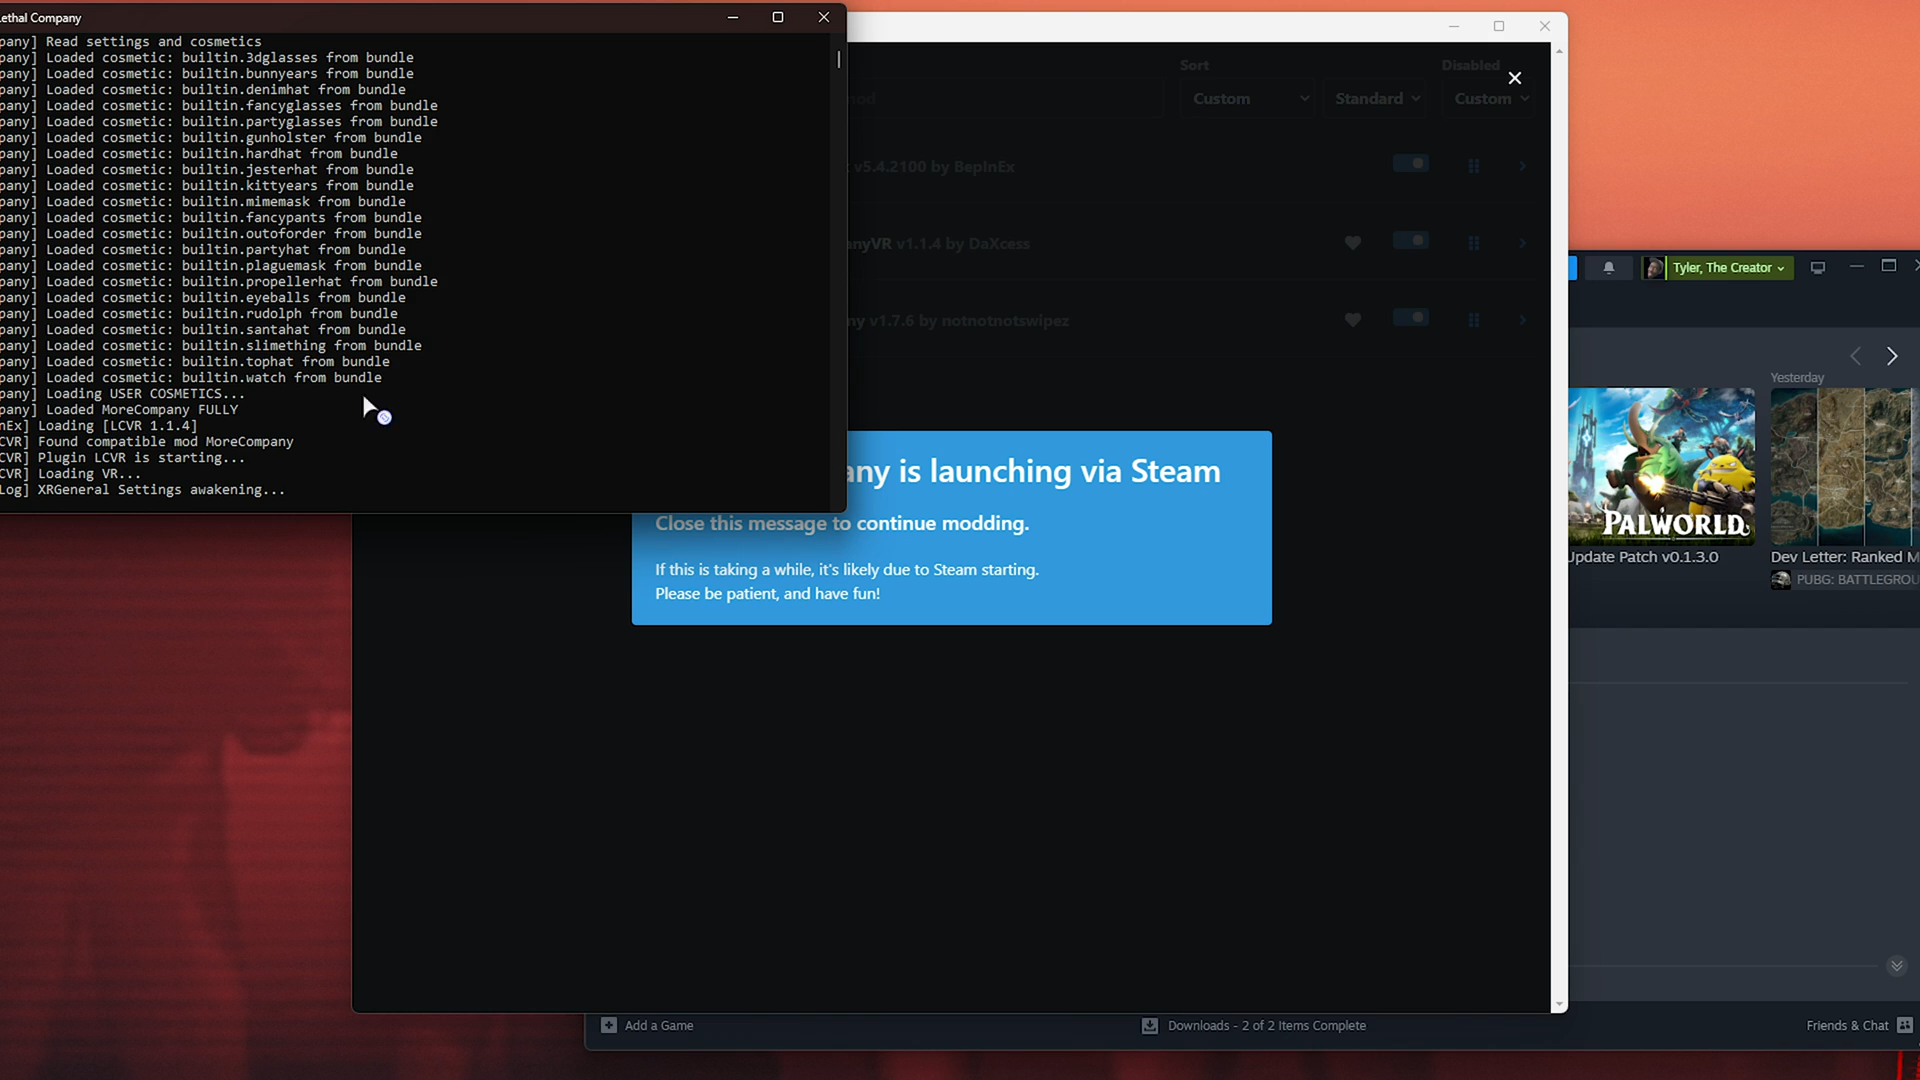 Lethal Company
pany] Read settings and cosmetics
pany] Loaded cosmetic: builtin.3dglasses from bundle
pany] Loaded cosmetic: builtin.bunnyears from bundle
pany] Loaded cosmetic: builtin.denimhat from bundle
pany] Loaded cosmetic: builtin.fancyglasses from bundle
pany] Loaded cosmetic: builtin.partyglasses from bundle
pany] Loaded cosmetic: builtin.gunholster from bundle
pany] Loaded cosmetic: builtin.hardhat from bundle
pany] Loaded cosmetic: builtin.jesterhat from bundle
pany] Loaded cosmetic: builtin.kittyears from bundle
pany] Loaded cosmetic: builtin.mimemask from bundle
pany] Loaded cosmetic: builtin.fancypants from bundle
pany] Loaded cosmetic: builtin.outoforder from bundle
pany] Loaded cosmetic: builtin.partyhat from bundle
pany] Loaded cosmetic: builtin.plaguemask from bundle
pany] Loaded cosmetic: builtin.propellerhat from bundle
pany] Loaded cosmetic: builtin.eyeballs from bundle
pany] Loaded cosmetic: builtin.rudolph from bundle
pany] Loaded cosmetic: builtin.santahat from bundle
pany] Loaded cosmetic: builtin.slimething from bundle
pany] Loaded cosmetic: builtin.tophat from bundle
pany] Loaded cosmetic: builtin.watch from bundle
pany] Loading USER COSMETICS...
pany] Loaded MoreCompany FULLY
nEx] Loading [LCVR 1.1.4]
CVR] Found compatible mod MoreCompany
CVR] Plugin LCVR is starting...
CVR] Loading VR...
Log] XRGeneral Settings awakening...
Sort
Disabled
mod
Custom
Standard
Custom
v5.4.2100 by BepInEx
anyVR v1.1.4 by DaXcess
ny v1.7.6 by notnotnotswipez
any is launching via Steam
Close this message to continue modding.
If this is taking a while, it's likely due to Steam starting.
Please be patient, and have fun!
Tyler, The Creator
Yesterday
PALWORLD
Update Patch v0.1.3.0
Dev Letter: Ranked M
PUBG: BATTLEGROU
Add a Game
Downloads - 2 of 2 Items Complete
Friends & Chat